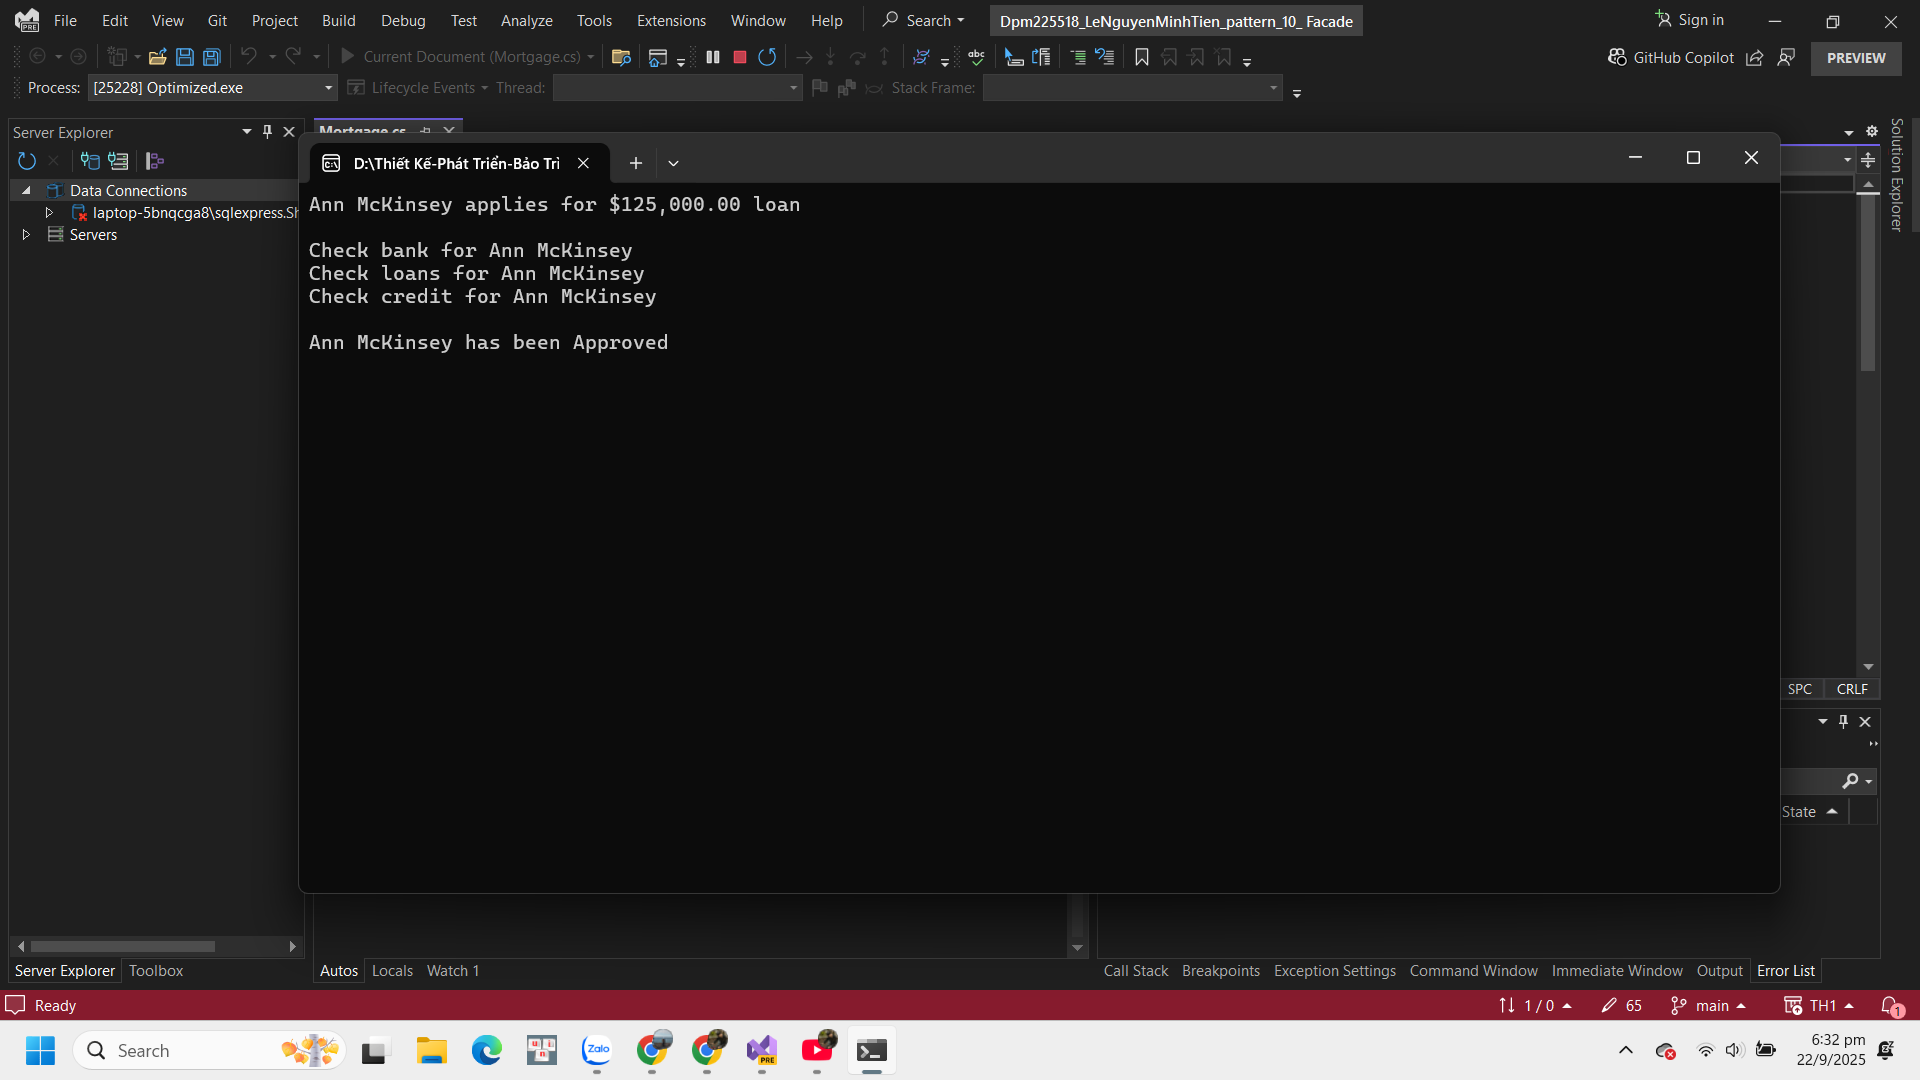 File Edit View Git Project Build Debug Test Analyze Tools Extensions Window Help Search Dpm225518_LeNguyenMinhTien_pattern_10_ Facade Sign in
Current Document (Mortgage.cs) GitHub Copilot PREVIEW
Process: [25228] Optimized.exe Lifecycle Events Thread: Stack Frame:
Server Explorer
Mortgage.cs
Solution Explorer
Data Connections
laptop-5bnqcga8\sqlexpress.Sh
Servers
D:\Thiết Kế-Phát Triển-Bảo Trì
Ann McKinsey applies for $125,000.00 loan
Check bank for Ann McKinsey
Check loans for Ann McKinsey
Check credit for Ann McKinsey
Ann McKinsey has been Approved
SPC CRLF
State
Server Explorer Toolbox
Autos Locals Watch 1
Call Stack Breakpoints Exception Settings Command Window Immediate Window Output Error List
Ready 1 / 0 65 main TH1 1
Search Zalo PRE 6:32 pm
22/9/2025